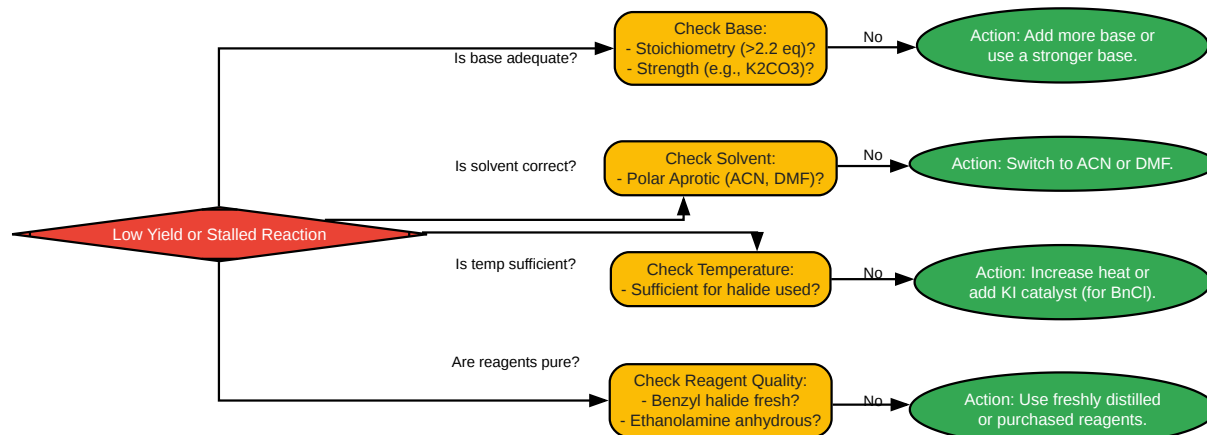 Is base adequate?
Check Base:
- Stoichiometry (>2.2 eq)?
- Strength (e.g., K2CO3)?
No
Action: Add more base or
use a stronger base.
Is solvent correct?
Check Solvent:
- Polar Aprotic (ACN, DMF)?
No
Action: Switch to ACN or DMF.
Low Yield or Stalled Reaction
Is temp sufficient?
Check Temperature:
- Sufficient for halide used?
No
Action: Increase heat or
add KI catalyst (for BnCl).
Are reagents pure?
Check Reagent Quality:
- Benzyl halide fresh?
- Ethanolamine anhydrous?
No
Action: Use freshly distilled
or purchased reagents.